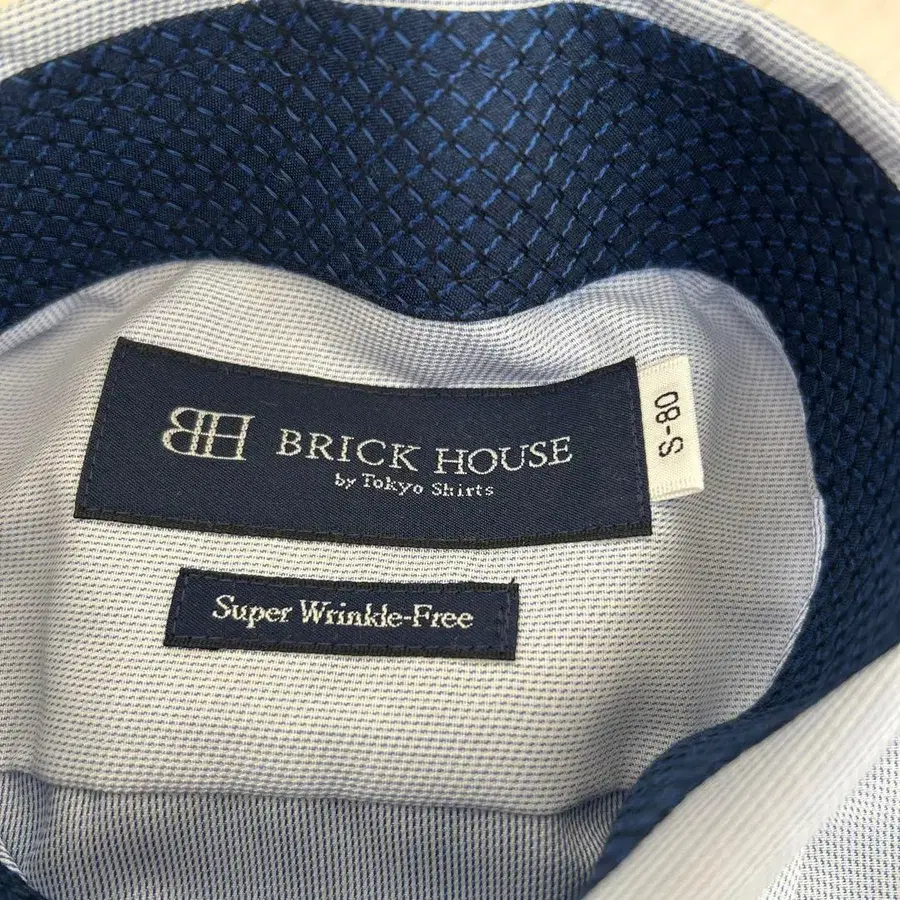 BH
BRICK HOUSE
by Tokyo Shirts
S-80
Super Wrinkle-Free